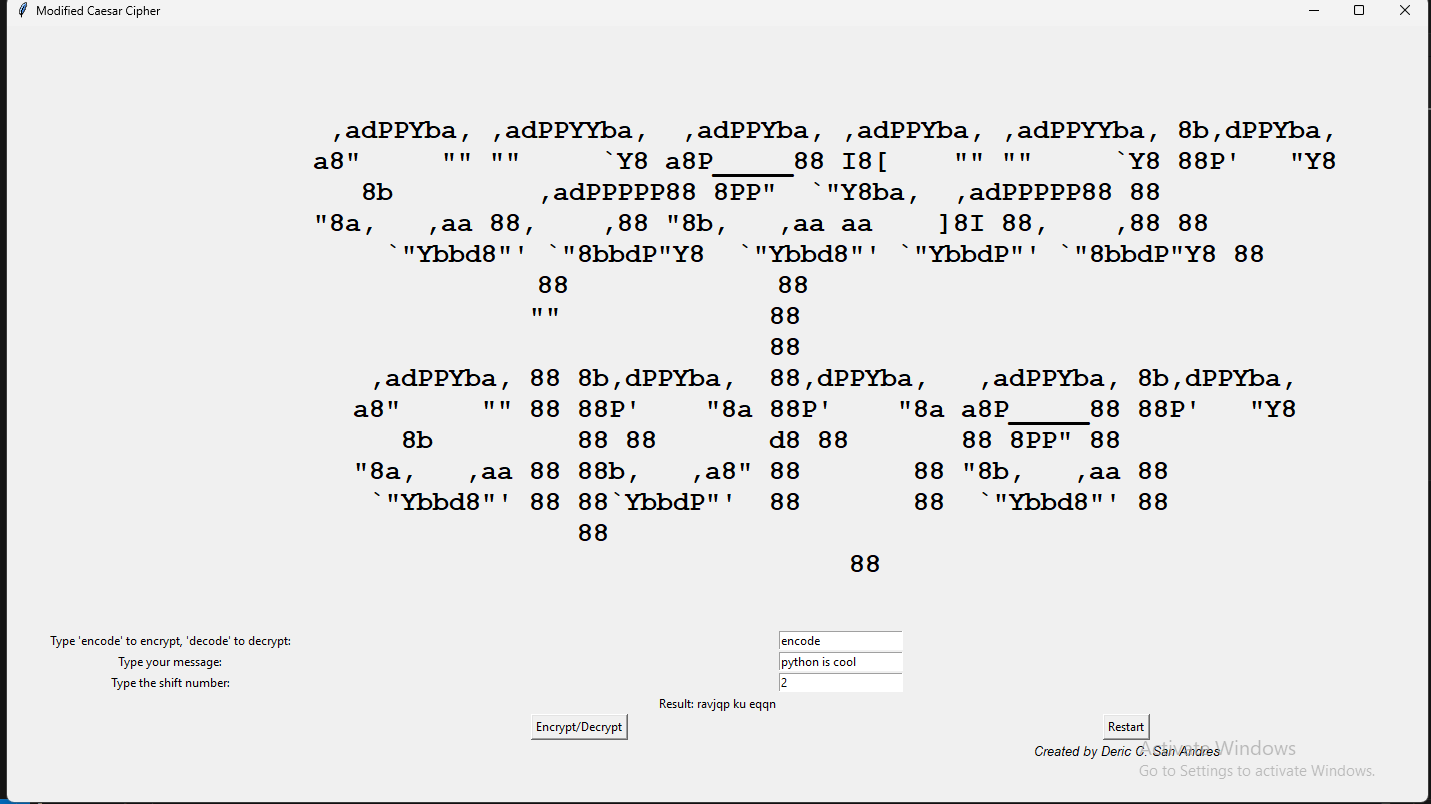 Modified Caesar Cipher
 ,adPPYba, ,adPPYYba,  ,adPPYba, ,adPPYba, ,adPPYYba, 8b,dPPYba,
a8"     "" ""     `Y8 a8P_____88 I8[    "" ""     `Y8 88P'   "Y8
8b         ,adPPPPP88 8PP"  `"Y8ba,  ,adPPPPP88 88
"8a,   ,aa 88,    ,88 "8b,   ,aa aa    ]8I 88,    ,88 88
`"Ybbd8"' `"8bbdP"Y8  `"Ybbd8"' `"YbbdP"' `"8bbdP"Y8 88
88             88
""             88
88
,adPPYba, 88 8b,dPPYba,  88,dPPYba,   ,adPPYba, 8b,dPPYba,
a8"     "" 88 88P'    "8a 88P'    "8a a8P_____88 88P'   "Y8
8b         88 88       d8 88       88 8PP" 88
"8a,   ,aa 88 88b,   ,a8" 88       88 "8b,   ,aa 88
`"Ybbd8"' 88 88`YbbdP"'  88       88  `"Ybbd8"' 88
88
88
Type 'encode' to encrypt, 'decode' to decrypt:
encode
Type your message:
python is cool
Type the shift number:
2
Result: ravjqp ku eqqn
Encrypt/Decrypt
Restart
Created by Deric C. San Andres
Activate Windows
Go to Settings to activate Windows.